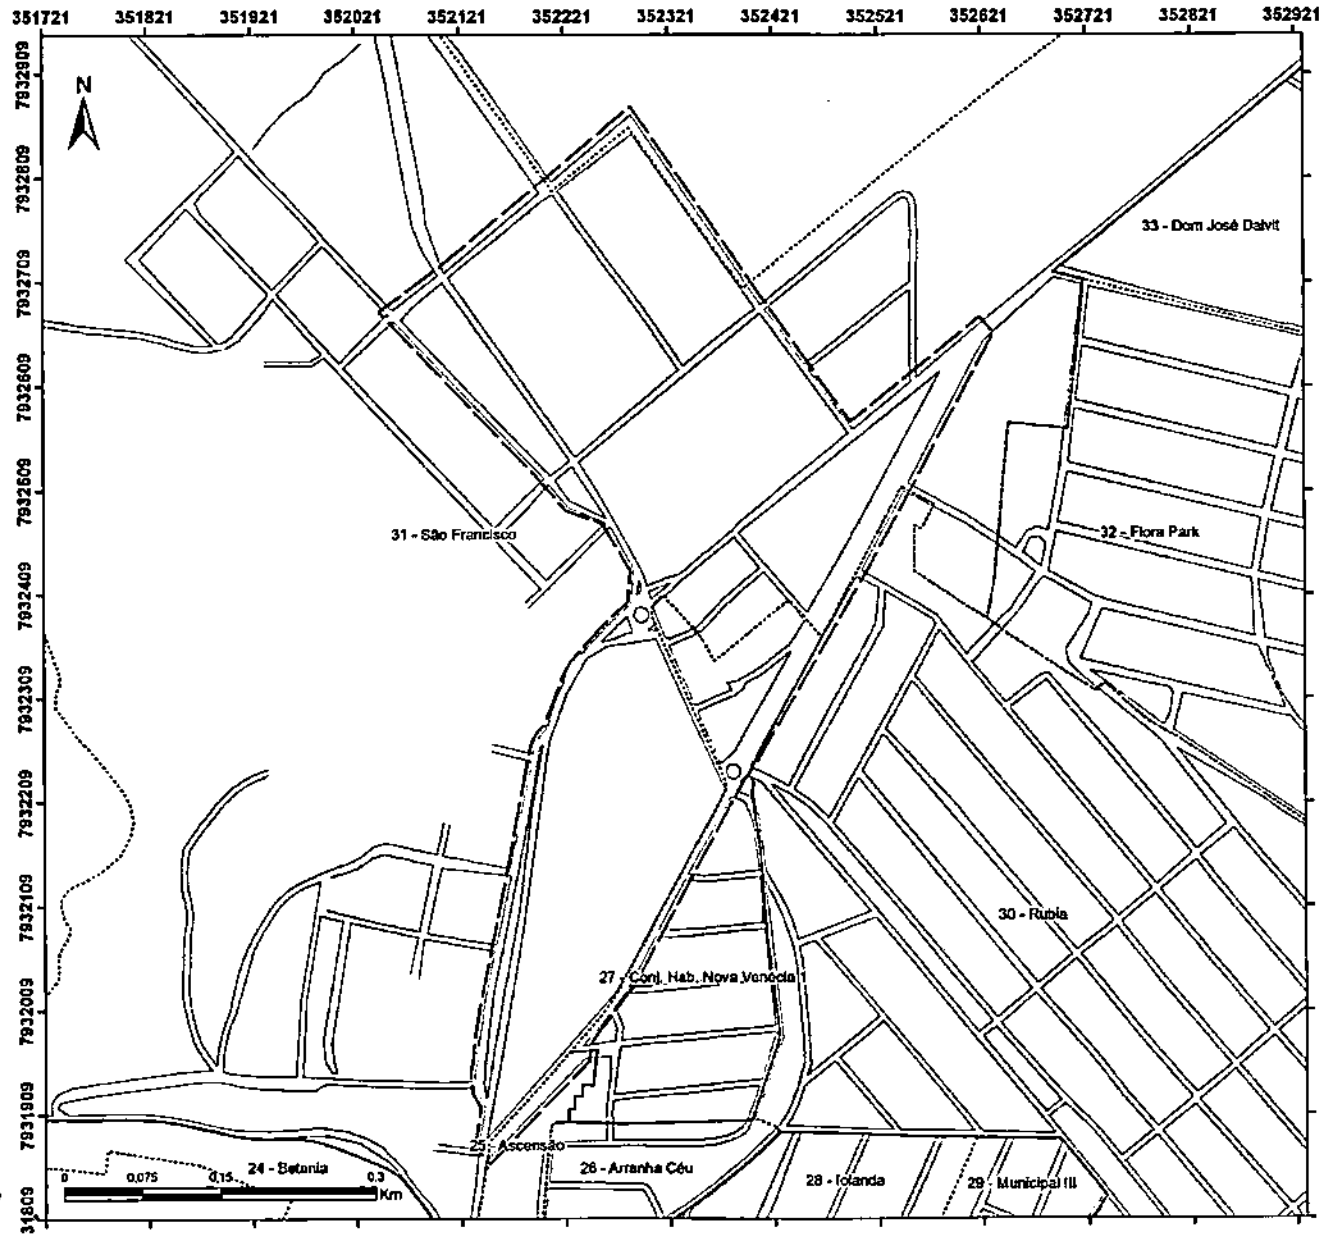 351721 351821 351921 352021 352121 352221 352321 352421 352521 352621 352721 352821 352921
7932909
N
7932809
33 - Dom José Dalvit
7932709
7932609
7932509
31 - São Francisco
32 - Flora Park
7932409
7932309
7932209
7932109
30 - Rubia
27 - Conj. Hab. Nova Venécia 1
7932009
7931909
25 - Ascensão
24 - Betania
26 - Arranha Céu
28 - Iolanda
29 - Municipal III
0 0,075 0,15 0,3
Km
31809